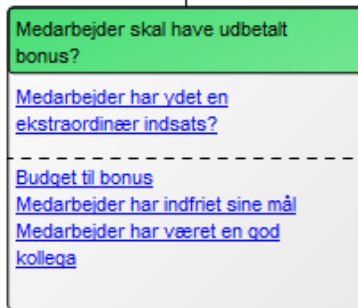 Medarbejder skal have udbetalt
bonus?
Medarbejder har ydet en
ekstraordinær indsats?
Budget til bonus
Medarbejder har indfriet sine mål
Medarbejder har været en god
kollega